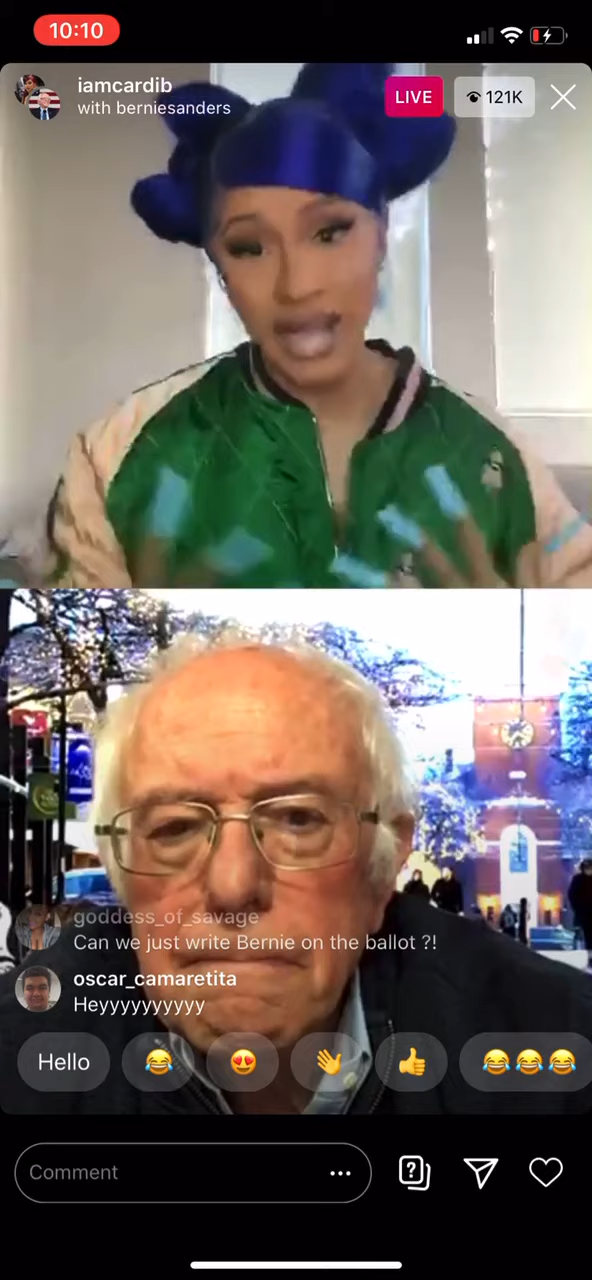 10:10
iamcardib
with berniesanders
LIVE
121K
goddess_of_savage
Can we just write Bernie on the ballot ?!
oscar_camaretita
Heyyyyyyyyyy
Hello
Comment